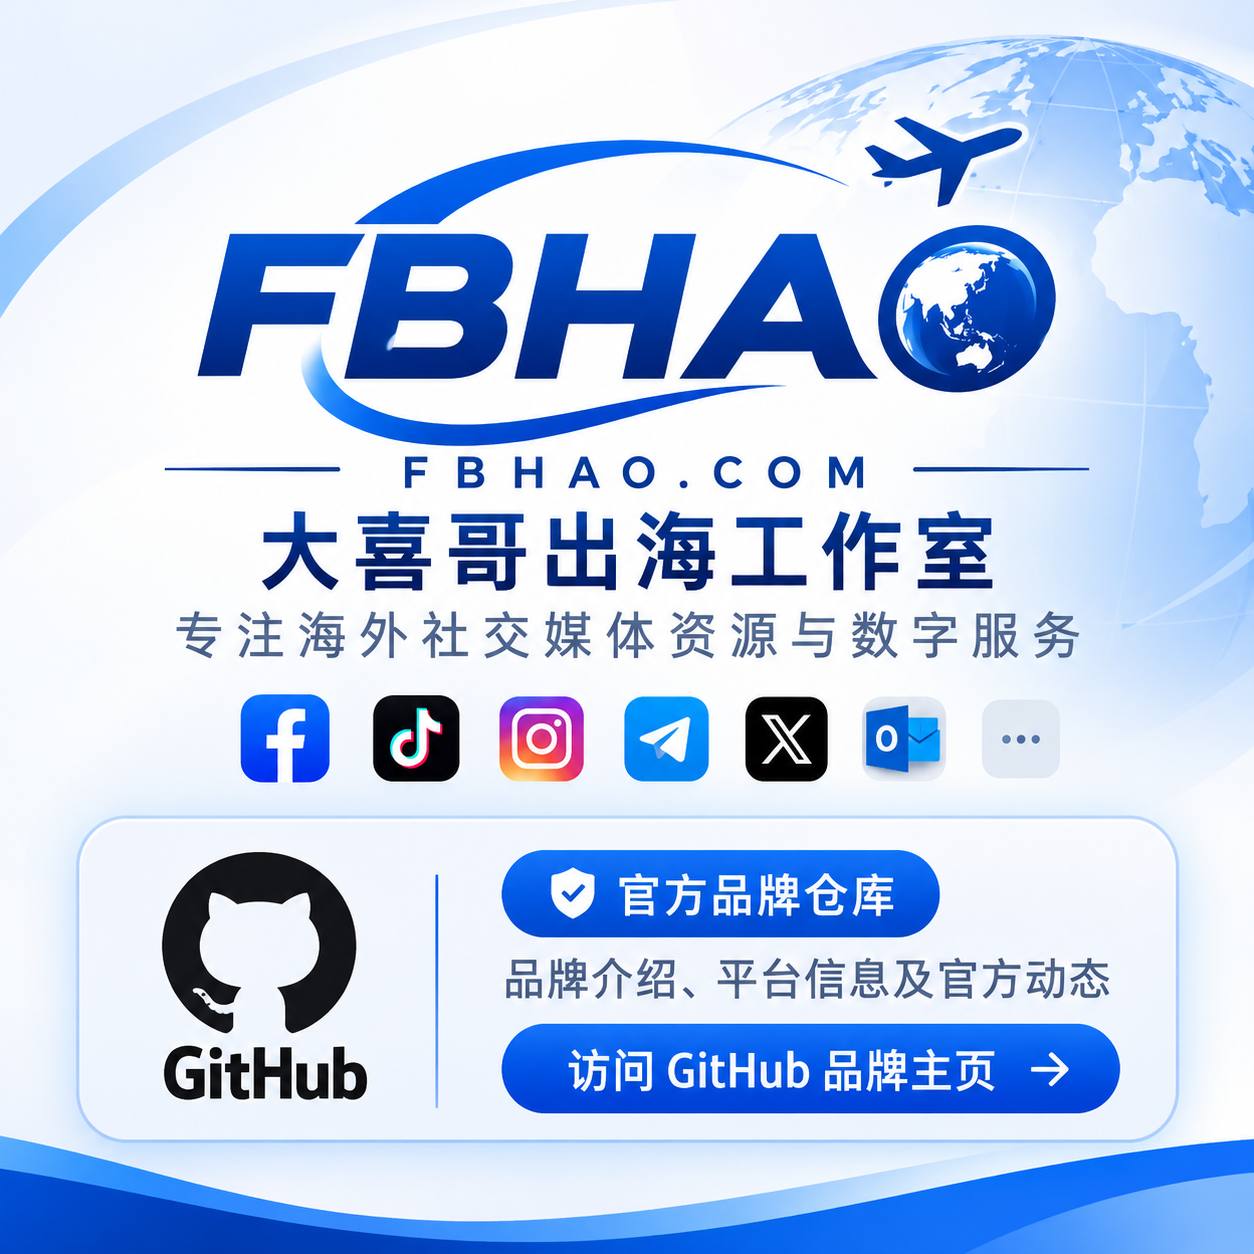 FBHAO
FBHAO.COM
大喜哥出海工作室
专注海外社交媒体资源与数字服务
GitHub
官方品牌仓库
品牌介绍、平台信息及官方动态
访问 GitHub 品牌主页 →